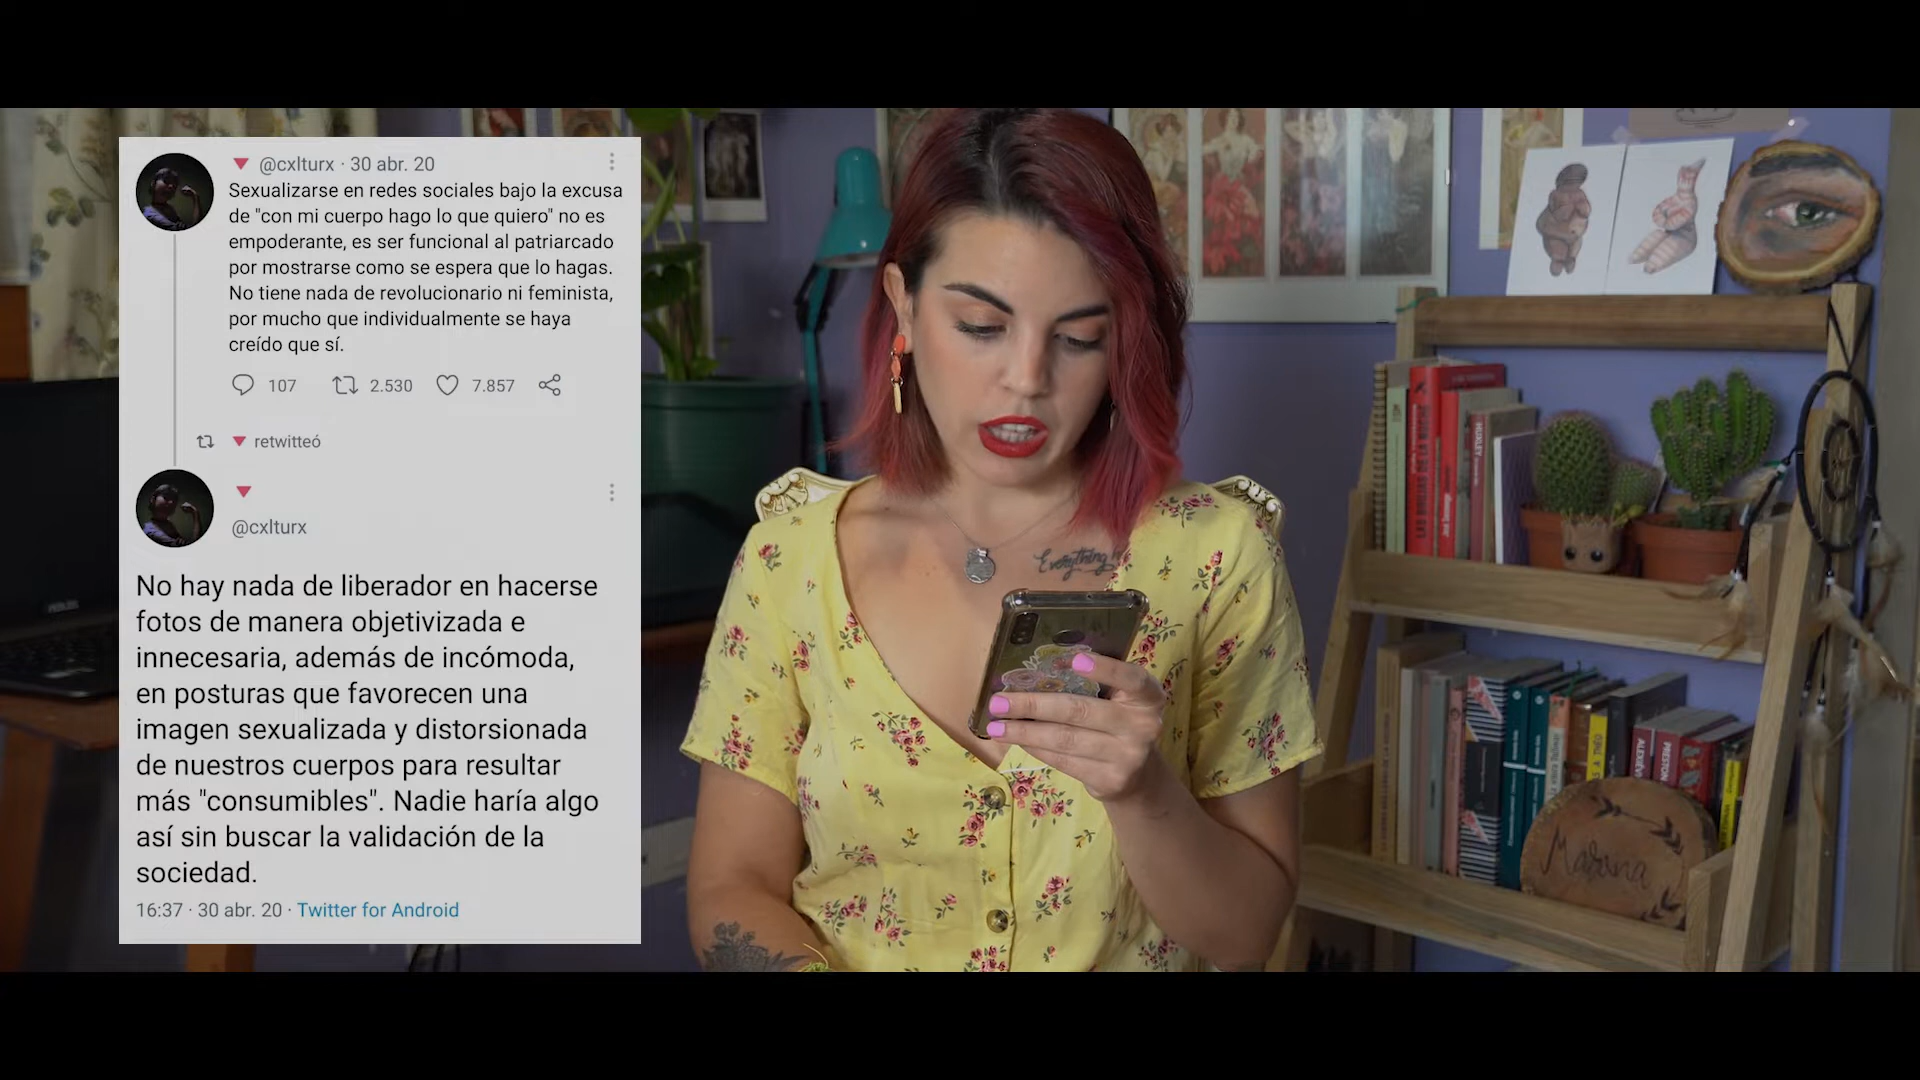 @cxlturx · 30 abr. 20
Sexualizarse en redes sociales bajo la excusa
de "con mi cuerpo hago lo que quiero" no es
empoderante, es ser funcional al patriarcado
por mostrarse como se espera que lo hagas.
No tiene nada de revolucionario ni feminista,
por mucho que individualmente se haya
creído que sí.
107 2.530 7.857
retwitteó
@cxlturx
No hay nada de liberador en hacerse
fotos de manera objetivizada e
innecesaria, además de incómoda,
en posturas que favorecen una
imagen sexualizada y distorsionada
de nuestros cuerpos para resultar
más "consumibles". Nadie haría algo
así sin buscar la validación de la
sociedad.
16:37 · 30 abr. 20 · Twitter for Android
Everything
HUXLEY
PRESTON